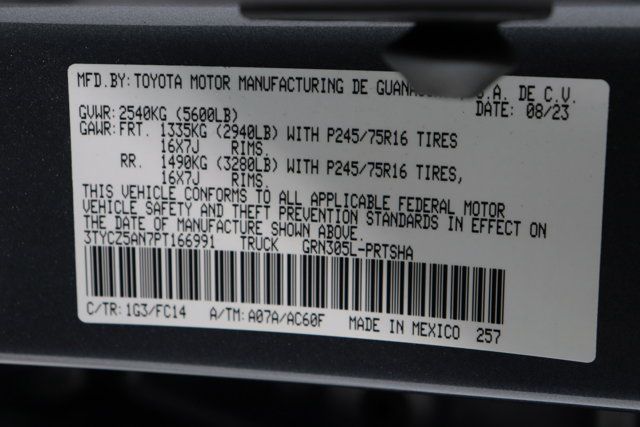 MFD.BY:TOYOTA MOTOR MANUFACTURING DE S.A. DE C.V.
GVWR:2540KG (5600LB) DATE: 08/23
GAWR:FRT. 1335KG (2940LB) WITH P245/75R16 TIRES
16X7J RIMS,
RR. 1490KG (3280LB) WITH P245/75R16 TIRES,
16X7J RIMS.
THIS VEHICLE CONFORMS TO ALL APPLICABLE FEDERAL MOTOR
VEHICLE SAFETY AND THEFT PREVENTION STANDARDS IN EFFECT ON
THE DATE OF MANUFACTURE SHOWN ABOVE.
3TYCZ5AN7PT166991 TRUCK GRN305L-PRTSHA
C/TR:1G3/FC14 A/TM:A07A/AC60F MADE IN MEXICO 257